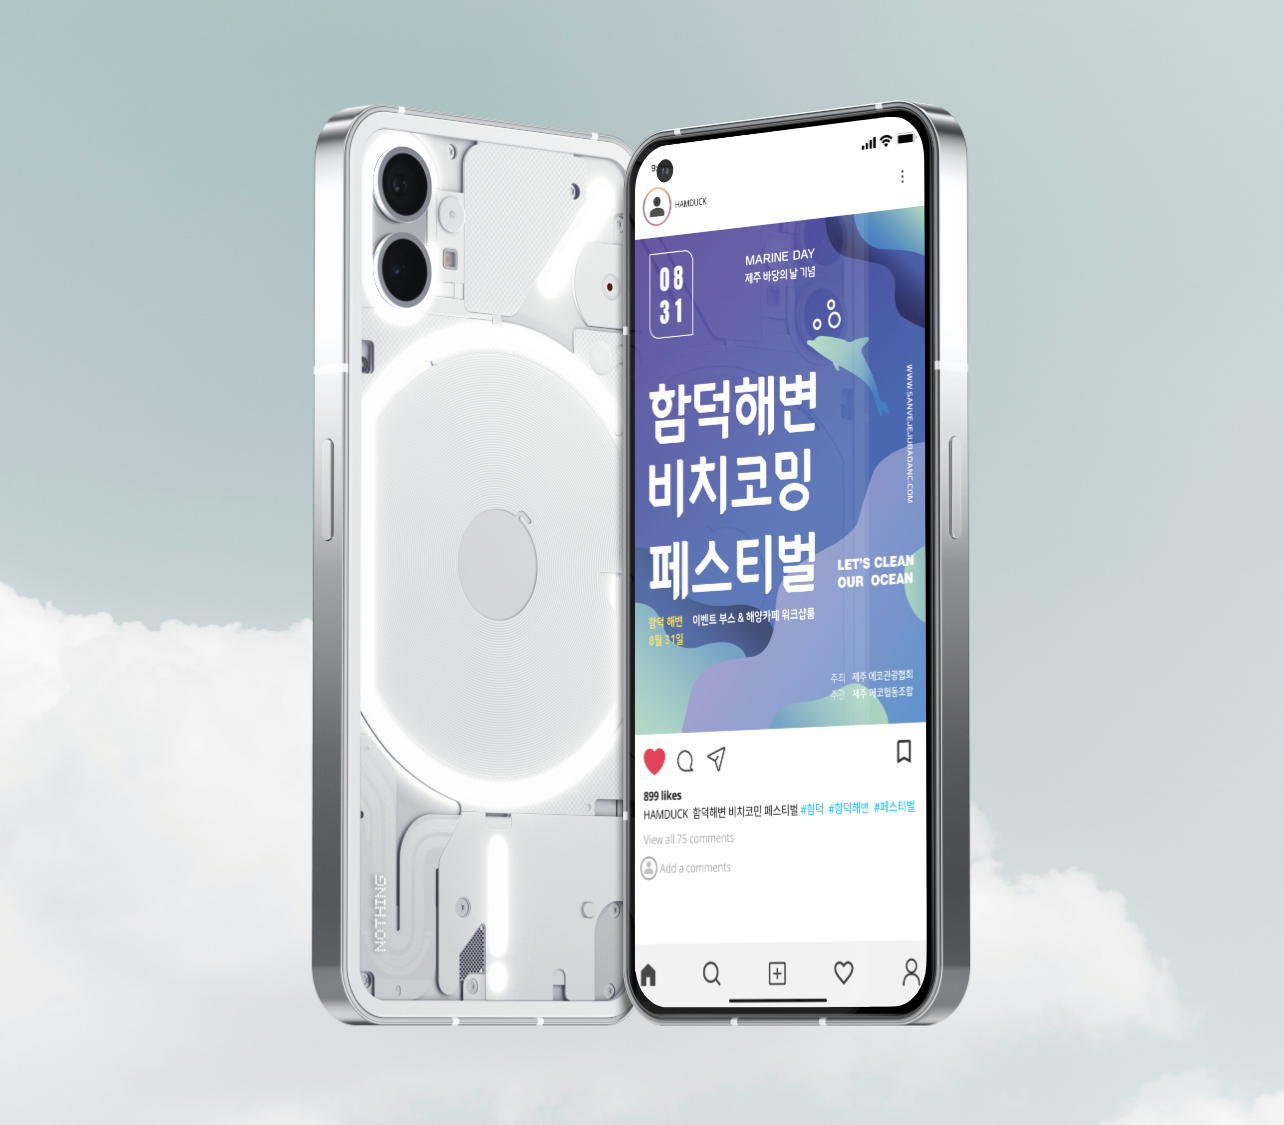 NOTHING
HAMDUCK
08
31
MARINE DAY
제주 바당의 날 기념
함덕해변
비치코밍
페스티벌
WWW.SANVEJEJUBADANC.COM
LET'S CLEAN
OUR OCEAN
함덕 해변 이벤트 부스 & 해양카페 워크샵룸
8월 31일
주최 제주 에코관광협회
주관 제주 에코협동조합
899 likes
HAMDUCK 함덕해변 비치코민 페스티벌 #함덕 #함덕해변 #페스티벌
View all 75 comments
Add a comments